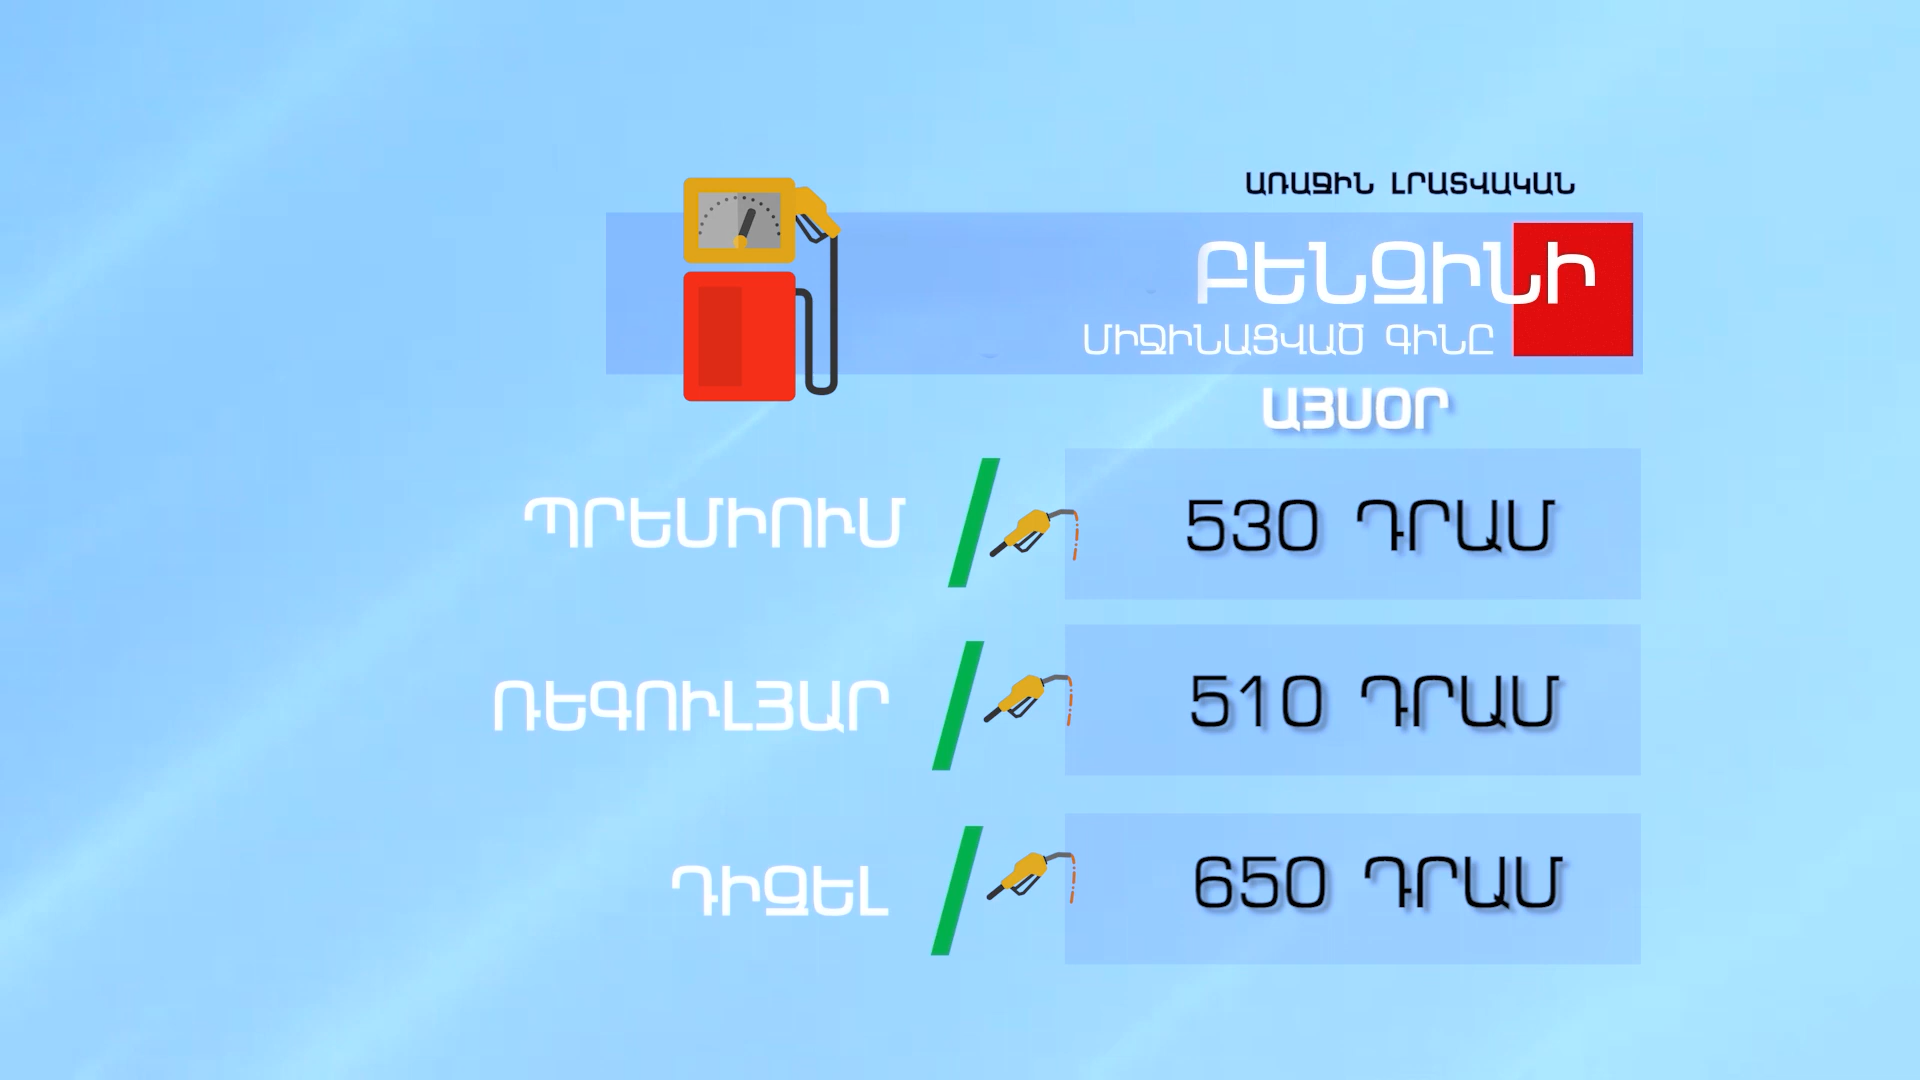 ԱՌԱՋԻՆ ԼՐԱՏՎԱԿԱՆ
ԲԵՆԶԻՆԻ
ՄԻՋԻՆԱՑՎԱԾ ԳԻՆԸ
ԱՅՍՕՐ
ՊՐԵՄԻՈՒՄ 530 ԴՐԱՄ
ՌԵԳՈՒԼՅԱՐ 510 ԴՐԱՄ
ԴԻԶԵԼ 650 ԴՐԱՄ